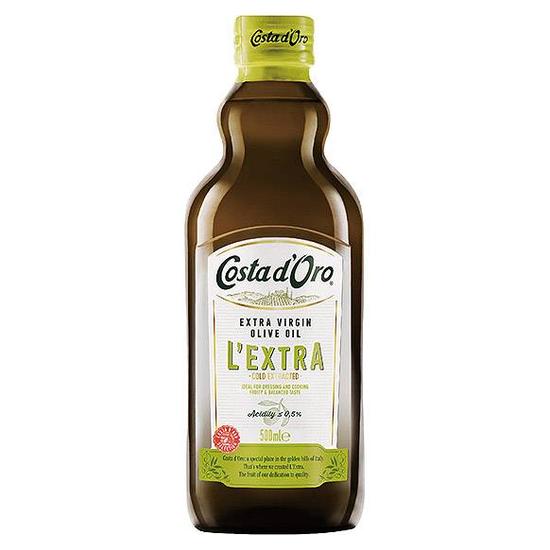 Costa d'Oro
Costa d'Oro®
EXTRA VIRGIN
OLIVE OIL
L'EXTRA
· COLD EXTRACTED ·
IDEAL FOR DRESSING AND COOKING
FRUITY & BALANCED TASTE
Acidity ≤ 0,5%
500ml℮
Costa d'Oro: a special place in the golden hills of Italy.
That's where we created L'Extra.
The fruit of our dedication to quality.